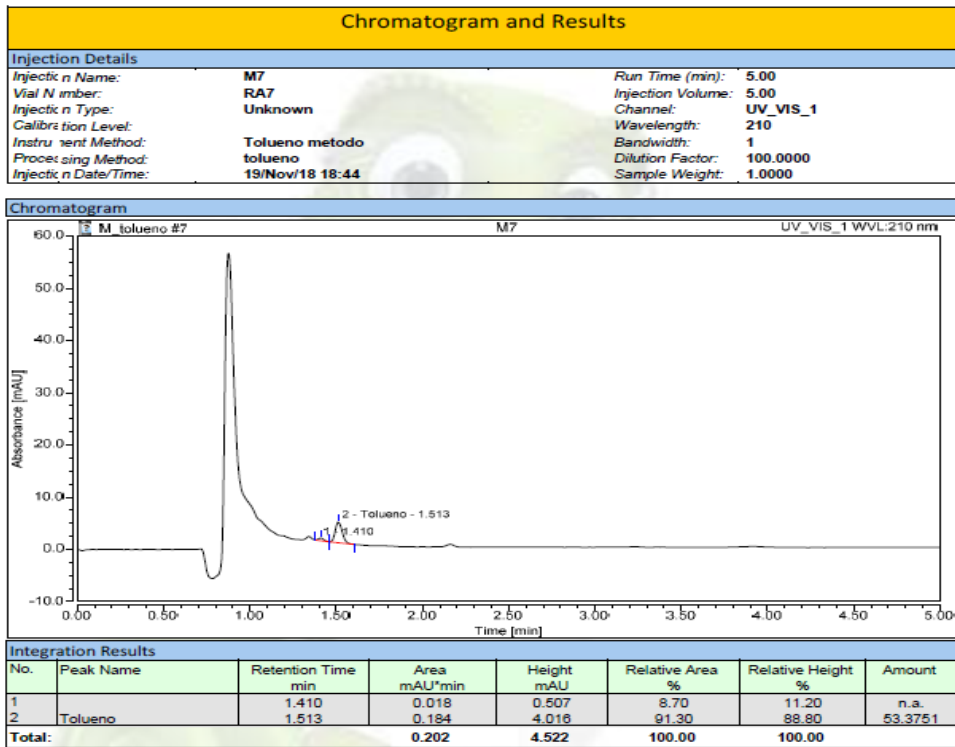 Chromatogram and Results
Injection Details
Injectic n Name: M7 Run Time (min): 5.00
Vial N imber: RA7 Injection Volume: 5.00
Injectic n Type: Unknown Channel: UV_VIS_1
Calibra tion Level: Wavelength: 210
Instru nent Method: Tolueno metodo Bandwidth: 1
Proces sing Method: tolueno Dilution Factor: 100.0000
Injectic n Date/Time: 19/Nov/18 18:44 Sample Weight: 1.0000
Chromatogram
M_tolueno #7 M7 UV_VIS_1 WVL:210 nm
60.0
50.0
40.0
30.0
20.0
10.0
0.0
-10.0
Absorbance [mAU]
2 - Tolueno - 1.513
1 1.410
0.00 0.50 1.00 1.50 2.00 2.50 3.00 3.50 4.00 4.50 5.00
Time [min]
Integration Results
No. Peak Name Retention Time Area Height Relative Area Relative Height Amount
min mAU*min mAU % %
1 1.410 0.018 0.507 8.70 11.20 n.a.
2 Tolueno 1.513 0.184 4.016 91.30 88.80 53.3751
Total: 0.202 4.522 100.00 100.00